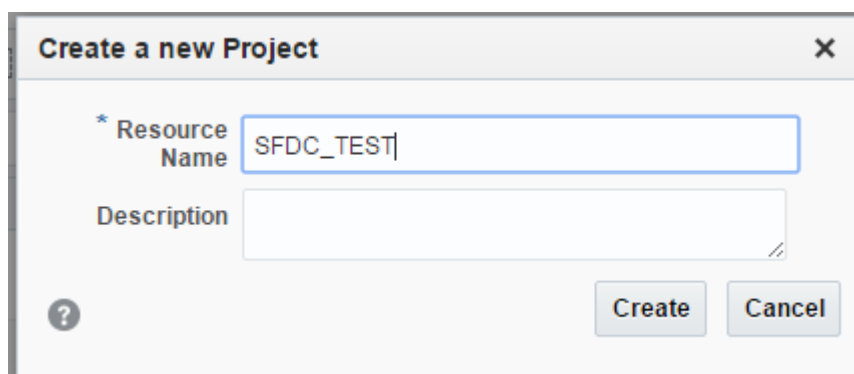 Create a new Project
* Resource
Name
SFDC_TEST
Description
?
Create Cancel